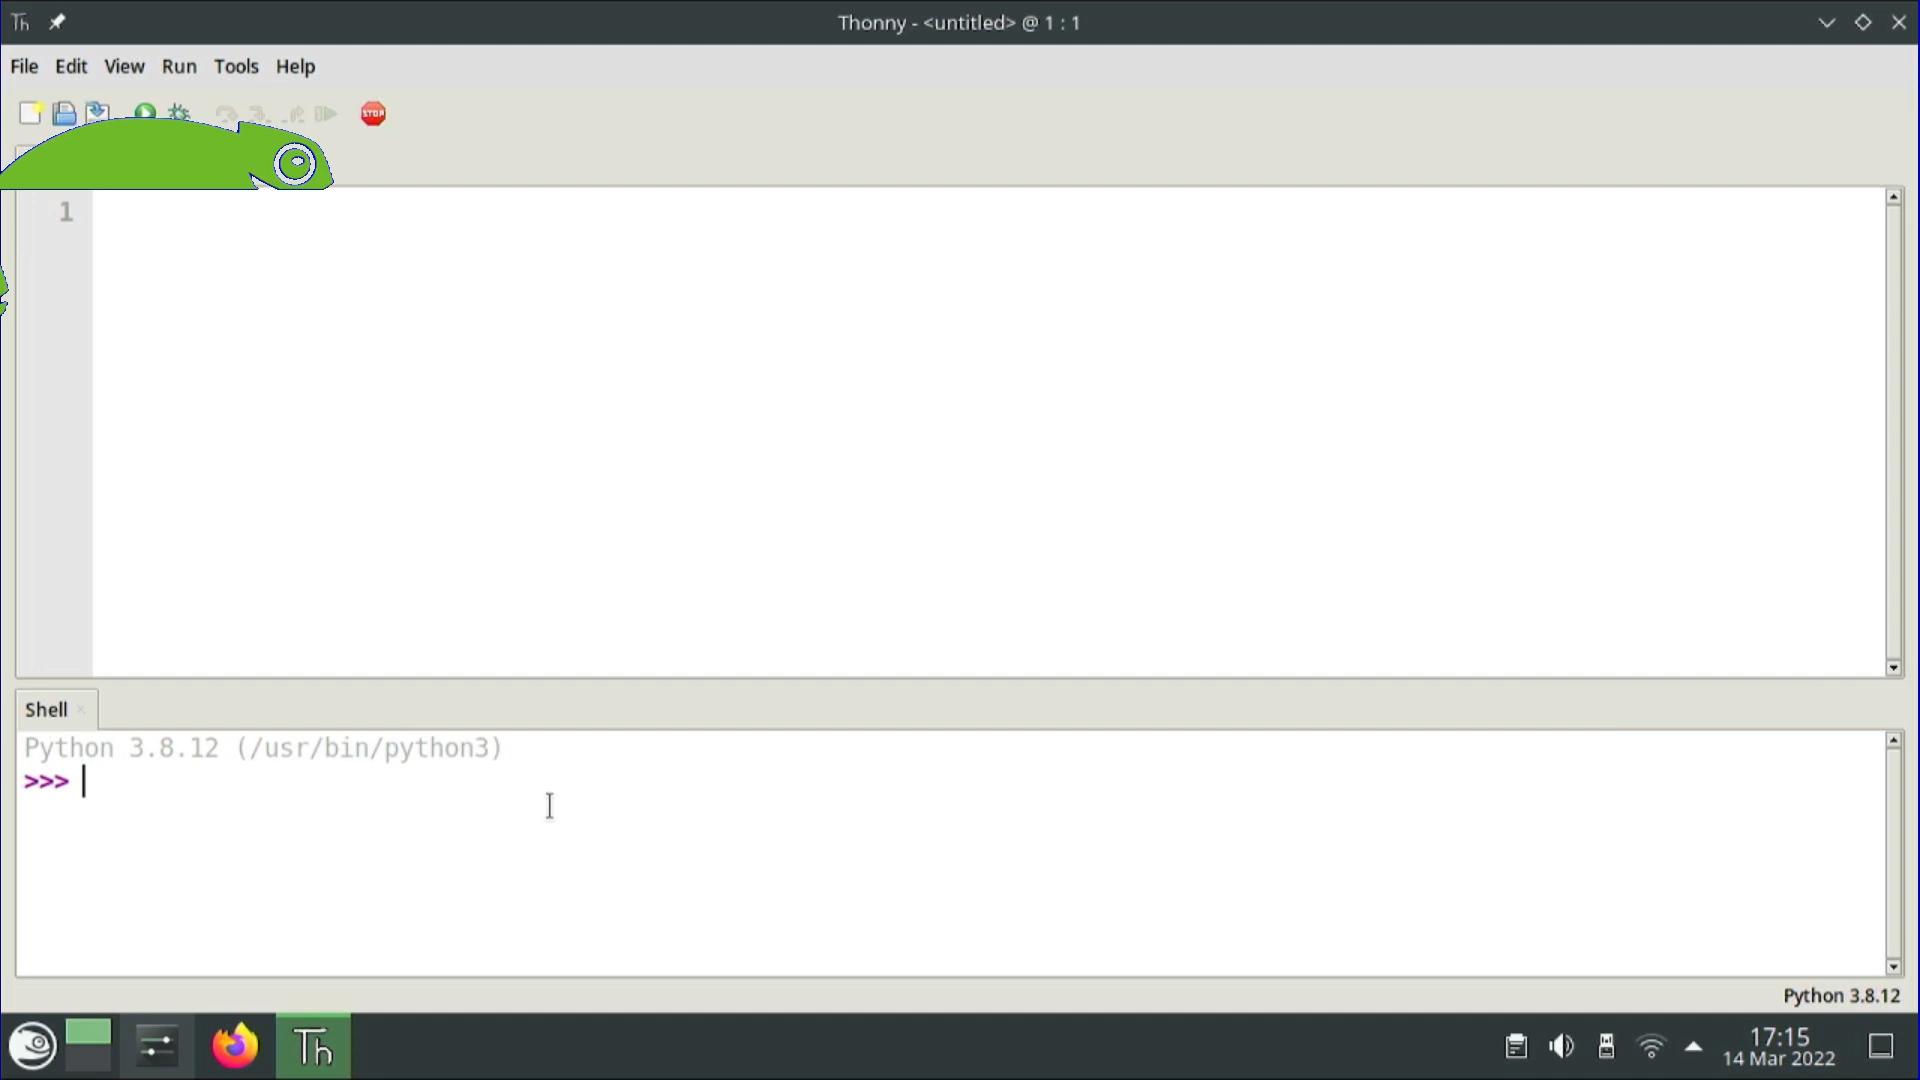 Th
Thonny - <untitled> @ 1 : 1
File Edit View Run Tools Help
STOP
1
Shell
Python 3.8.12 (/usr/bin/python3)
>>>
Python 3.8.12
Th
17:15
14 Mar 2022